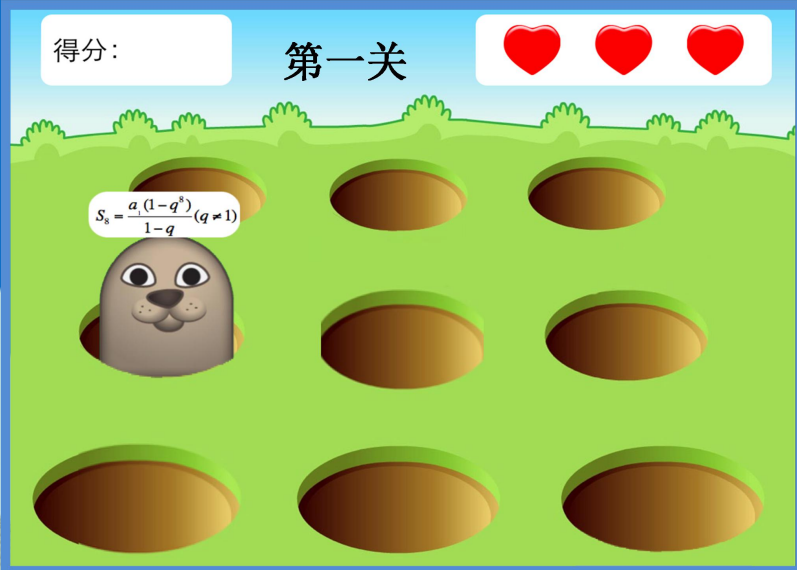 得分：
第一关
S₈ = a₁(1-q⁸)/(1-q) (q≠1)